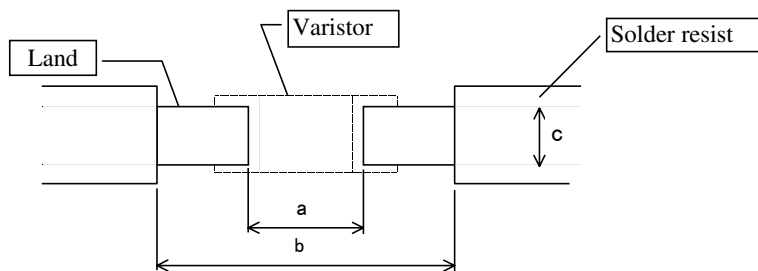 Varistor
Solder resist
Land
c
a
b